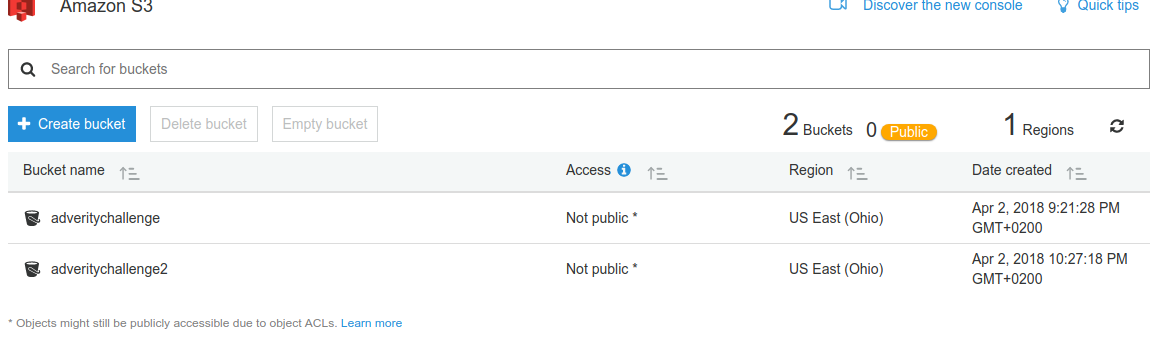 Amazon S3
Discover the new console Quick tips
Search for buckets
Create bucket Delete bucket Empty bucket 2 Buckets 0 Public 1 Regions
Bucket name Access Region Date created
adveritychallenge Not public * US East (Ohio) Apr 2, 2018 9:21:28 PM
GMT+0200
adveritychallenge2 Not public * US East (Ohio) Apr 2, 2018 10:27:18 PM
GMT+0200
* Objects might still be publicly accessible due to object ACLs. Learn more